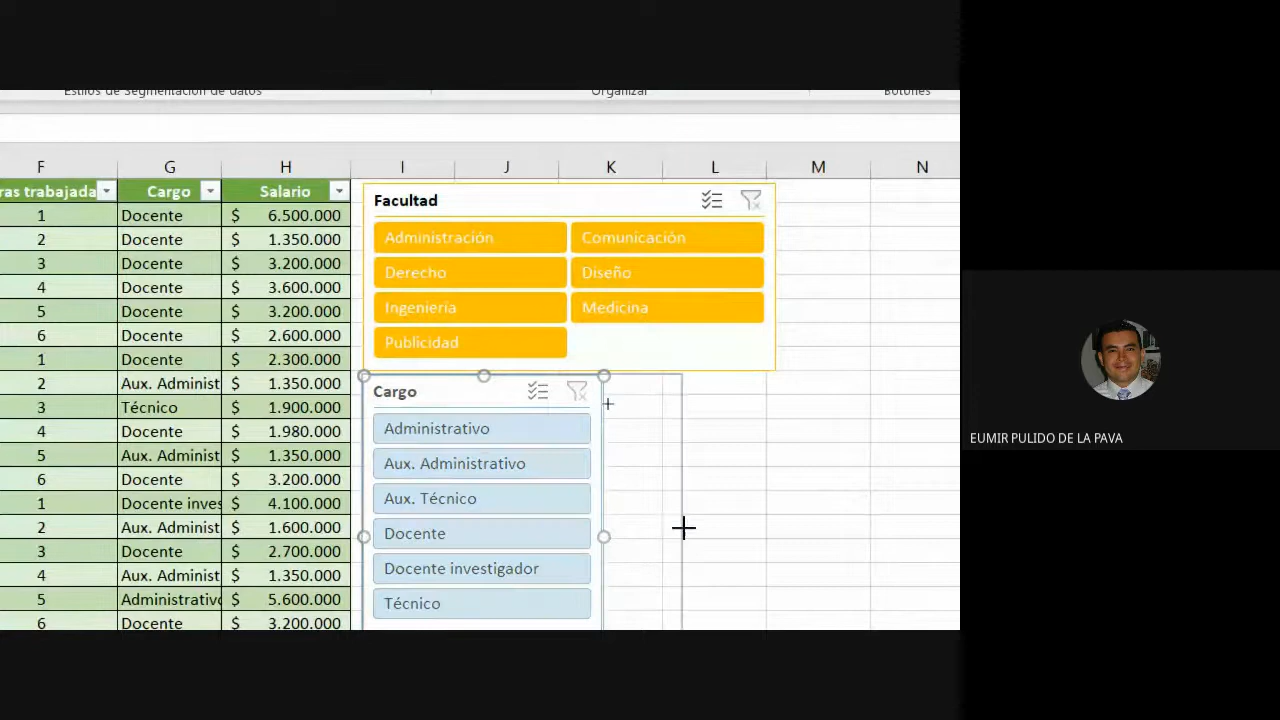 Estilos de Segmentación de datos Organizar Botones
F G H I J K L M N
ras trabajada Cargo Salario
1 Docente $ 6.500.000
2 Docente $ 1.350.000
3 Docente $ 3.200.000
4 Docente $ 3.600.000
5 Docente $ 3.200.000
6 Docente $ 2.600.000
1 Docente $ 2.300.000
2 Aux. Administ $ 1.350.000
3 Técnico $ 1.900.000
4 Docente $ 1.980.000
5 Aux. Administ $ 1.350.000
6 Docente $ 3.200.000
1 Docente inves $ 4.100.000
2 Aux. Administ $ 1.600.000
3 Docente $ 2.700.000
4 Aux. Administ $ 1.350.000
5 Administrativo $ 5.600.000
6 Docente $ 3.200.000
Facultad
Administración Comunicación
Derecho Diseño
Ingeniería Medicina
Publicidad
Cargo
Administrativo
Aux. Administrativo
Aux. Técnico
Docente
Docente investigador
Técnico
EUMIR PULIDO DE LA PAVA